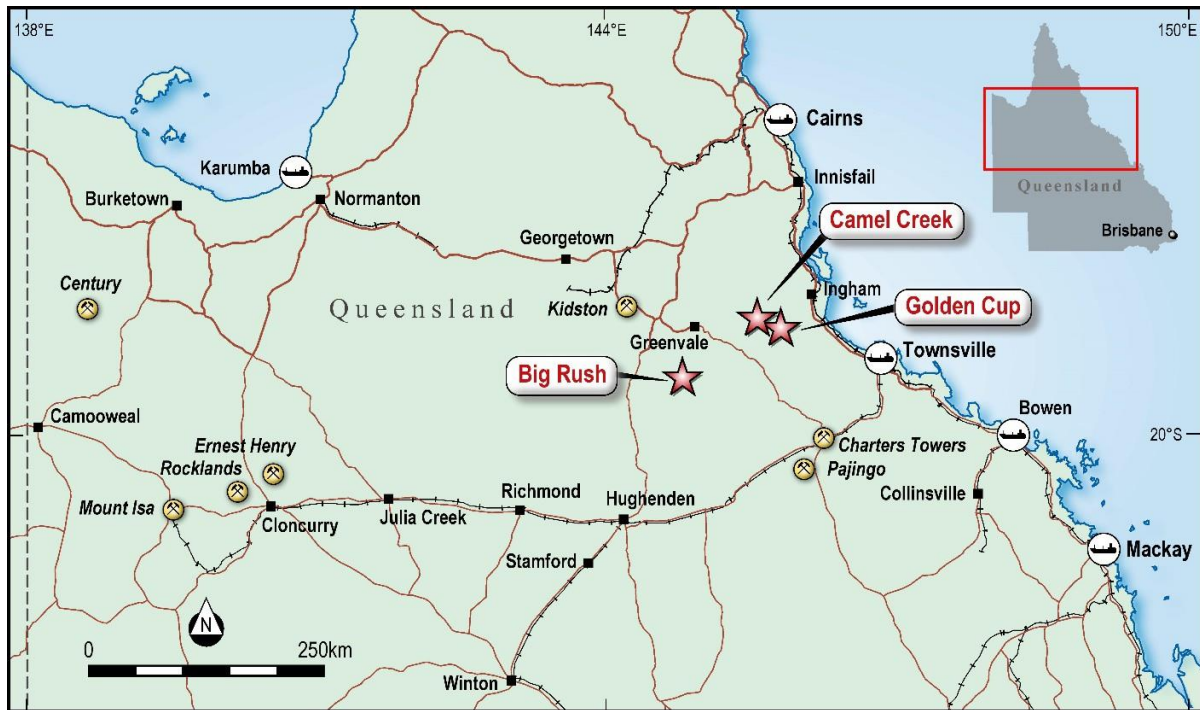 138°E
144°E
150°E
Cairns
Karumba
Innisfail
Queensland
Burketown
Normanton
Camel Creek
Brisbane
Georgetown
Century
Queensland
Kidston
Ingham
Golden Cup
Greenvale
Townsville
Big Rush
Camooweal
Bowen
20°S
Ernest Henry
Charters Towers
Rocklands
Pajingo
Mount Isa
Richmond
Hughenden
Collinsville
Cloncurry
Julia Creek
Mackay
Stamford
N
0
250km
Winton